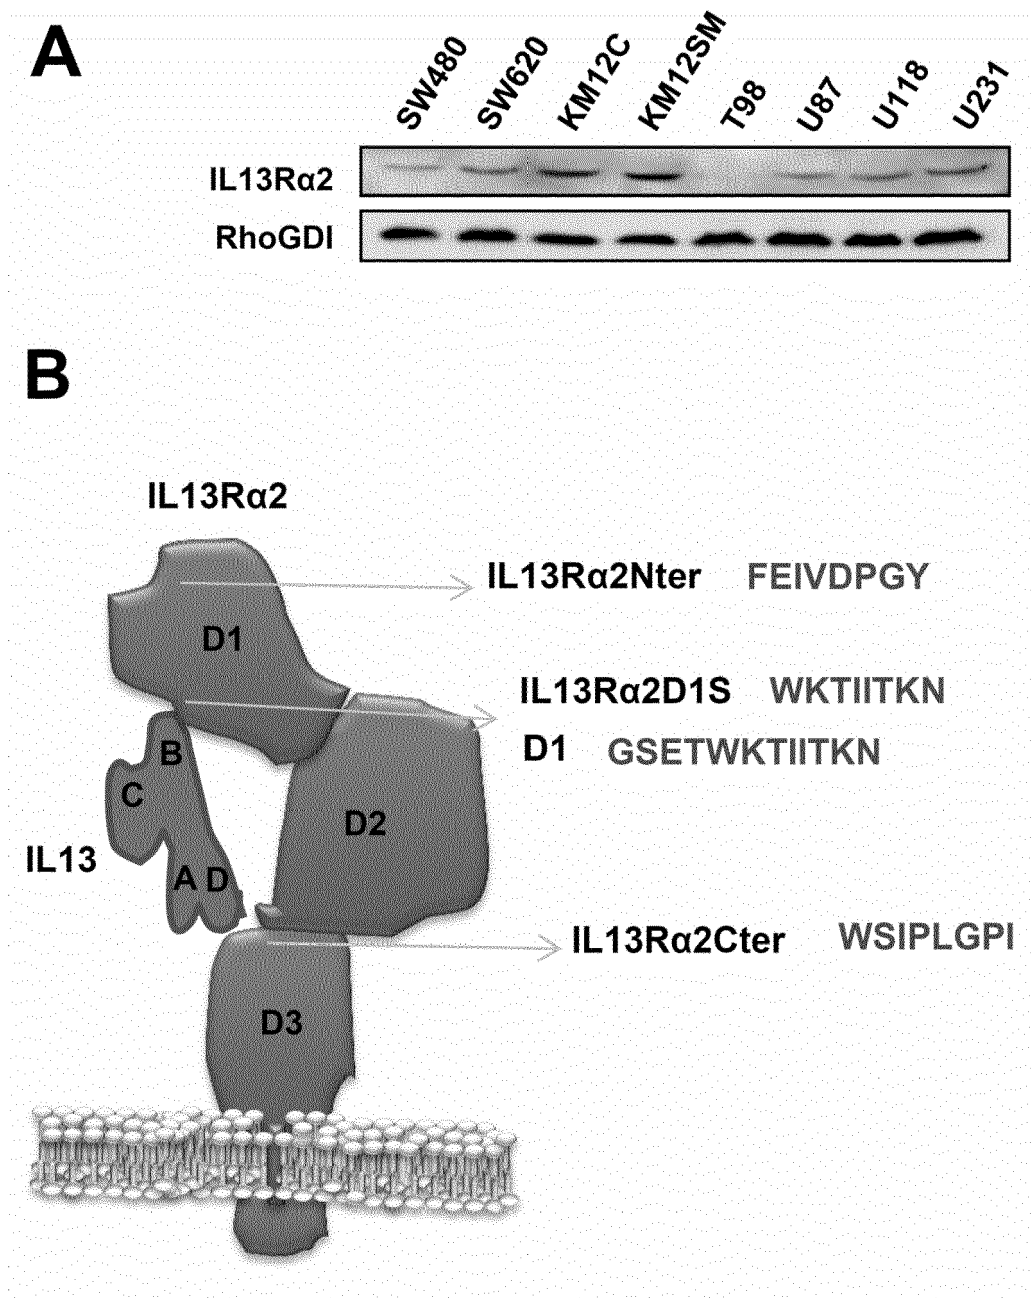 A
SW480 SW620 KM12C KM12SM T98 U87 U118 U231
IL13Rα2
RhoGDI
B
IL13Rα2
IL13Rα2Nter FEIVDPGY
D1
IL13Rα2D1S WKTIITKN
D1 GSETWKTIITKN
B
C
D2
IL13
A D
IL13Rα2Cter WSIPLGPI
D3